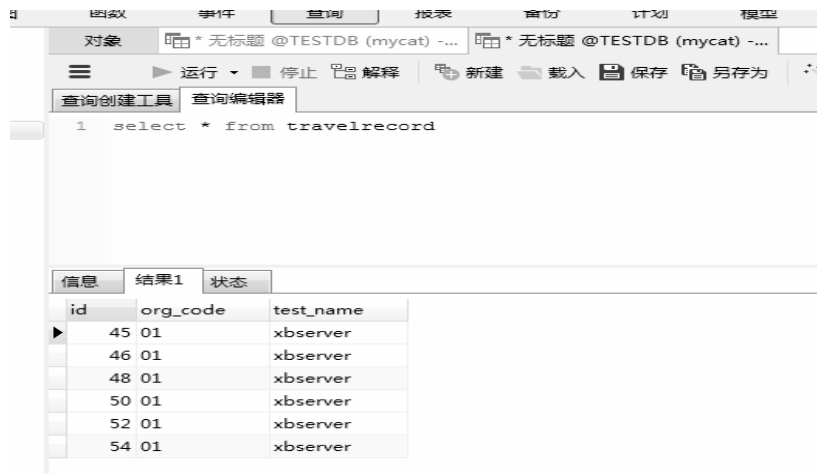 函数 事件 查询 报表 备份 计划 模型
对象 * 无标题 @TESTDB (mycat) -... * 无标题 @TESTDB (mycat) -...
运行 停止 解释 新建 载入 保存 另存为
查询创建工具 查询编辑器
1 select * from travelrecord
信息 结果1 状态
id org_code test_name
45 01 xbserver
46 01 xbserver
48 01 xbserver
50 01 xbserver
52 01 xbserver
54 01 xbserver